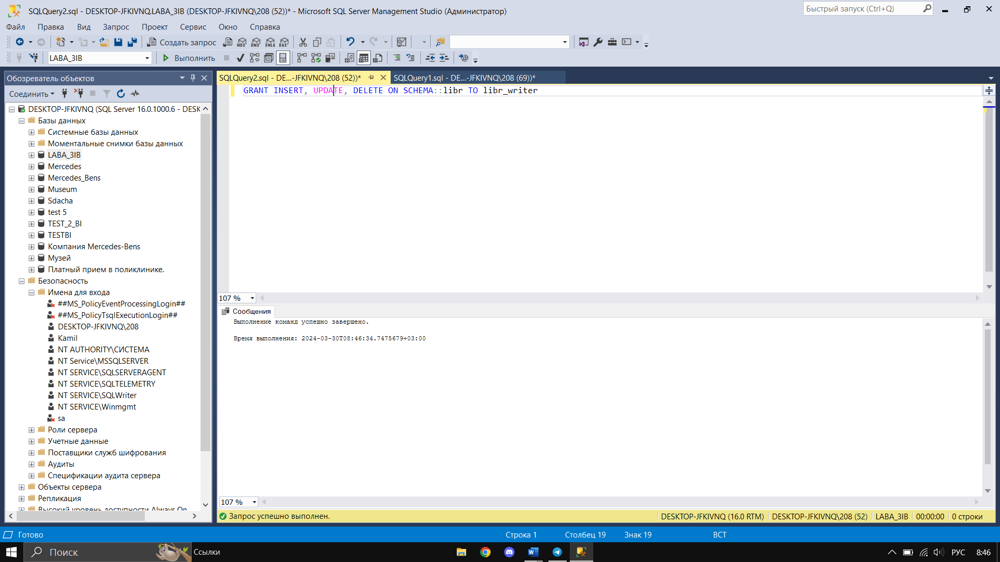 SQLQuery2.sql - DESKTOP-JFKIVNQ.LABA_3IB (DESKTOP-JFKIVNQ\208 (52))* - Microsoft SQL Server Management Studio (Администратор)
Быстрый запуск (Ctrl+Q)
Файл Правка Вид Запрос Проект Сервис Окно Справка
Создать запрос MDX DMX XMLA DAX
LABA_3IB Выполнить
Обозреватель объектов
SQLQuery2.sql - DE...-JFKIVNQ\208 (52))* SQLQuery1.sql - DE...-JFKIVNQ\208 (69))*
Соединить
GRANT INSERT, UPDATE, DELETE ON SCHEMA::libr TO libr_writer
DESKTOP-JFKIVNQ (SQL Server 16.0.1000.6 - DESK
Базы данных
Системные базы данных
Моментальные снимки базы данных
LABA_3IB
Mercedes
Mercedes_Bens
Museum
Sdacha
test 5
TEST_2_BI
TESTBI
Компания Mercedes-Bens
Музей
Платный прием в поликлинике.
Безопасность
Имена для входа
##MS_PolicyEventProcessingLogin##
##MS_PolicyTsqlExecutionLogin##
DESKTOP-JFKIVNQ\208
Kamil
NT AUTHORITY\СИСТЕМА
NT Service\MSSQLSERVER
NT SERVICE\SQLSERVERAGENT
NT SERVICE\SQLTELEMETRY
NT SERVICE\SQLWriter
NT SERVICE\Winmgmt
sa
Роли сервера
Учетные данные
Поставщики служб шифрования
Аудиты
Спецификации аудита сервера
Объекты сервера
Репликация
Высокий уровень доступности Always On
107 %
Сообщения
Выполнение команд успешно завершено.
Время выполнения: 2024-03-30T08:46:34.7475679+03:00
107 %
Запрос успешно выполнен. DESKTOP-JFKIVNQ (16.0 RTM) DESKTOP-JFKIVNQ\208 (52) LABA_3IB 00:00:00 0 строки
Готово Строка 1 Столбец 19 Знак 19 ВСТ
Поиск Ссылки РУС 8:46